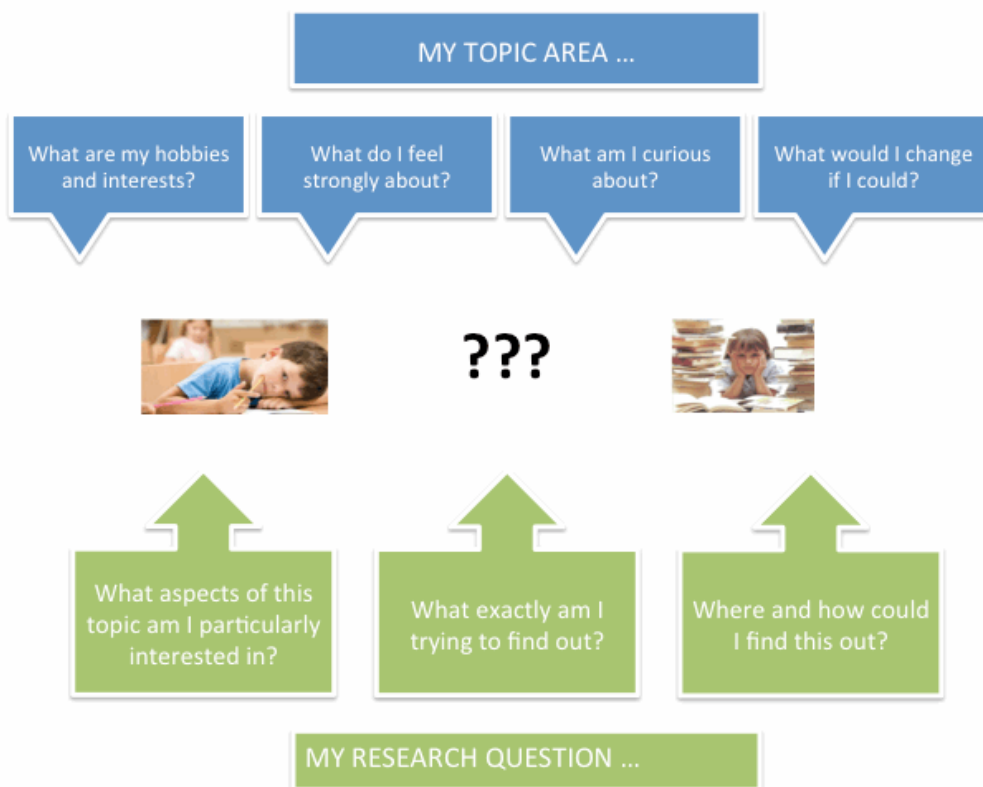 MY TOPIC AREA ...
What are my hobbies
and interests?
What do I feel
strongly about?
What am I curious
about?
What would I change
if I could?
???
What aspects of this
topic am I particularly
interested in?
What exactly am I
trying to find out?
Where and how could
I find this out?
MY RESEARCH QUESTION ...